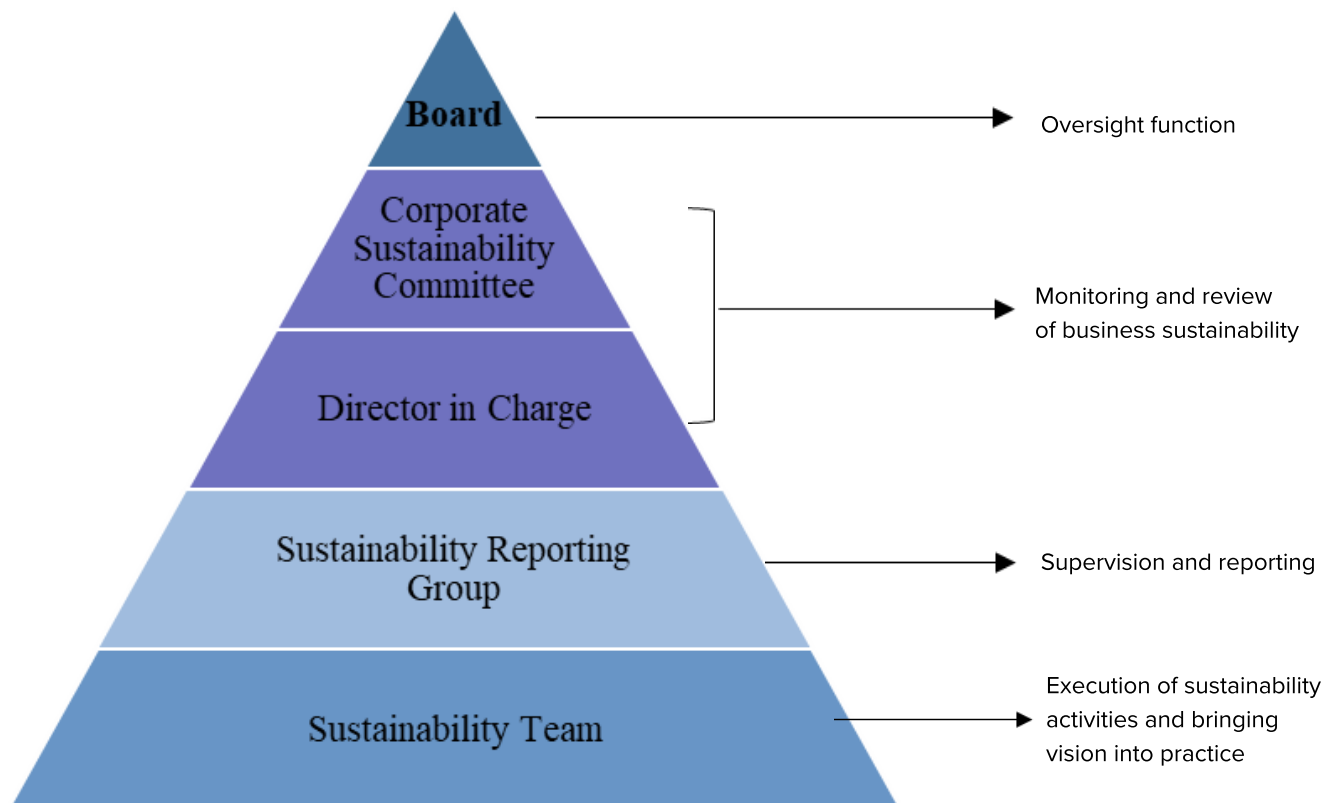 Board
Oversight function
Corporate
Sustainability
Committee
Director in Charge
Monitoring and review
of business sustainability
Sustainability Reporting
Group
Supervision and reporting
Sustainability Team
Execution of sustainability
activities and bringing
vision into practice